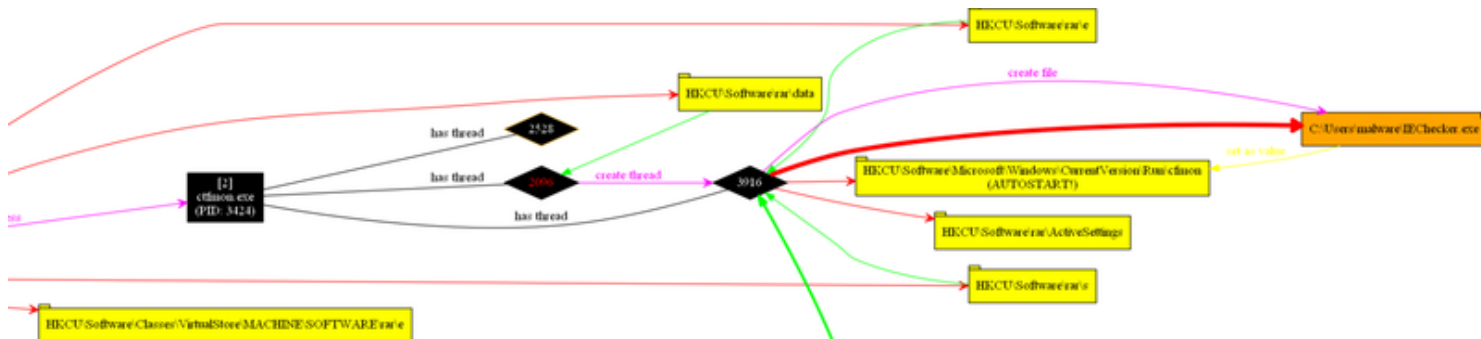 HKCU\Software\rar\e
create file
HKCU\Software\rar\data
C:\Users\malware\IEChecker.exe
2528
has thread
set as value
[2]
ctfmon.exe
(PID: 3424)
has thread
2096
create thread
3916
HKCU\Software\Microsoft\Windows\CurrentVersion\Run\ctfmon
(AUTOSTART!)
ess
has thread
HKCU\Software\rar\ActiveSettings
HKCU\Software\rar\s
HKCU\Software\Classes\VirtualStore\MACHINE\SOFTWARE\rar\e